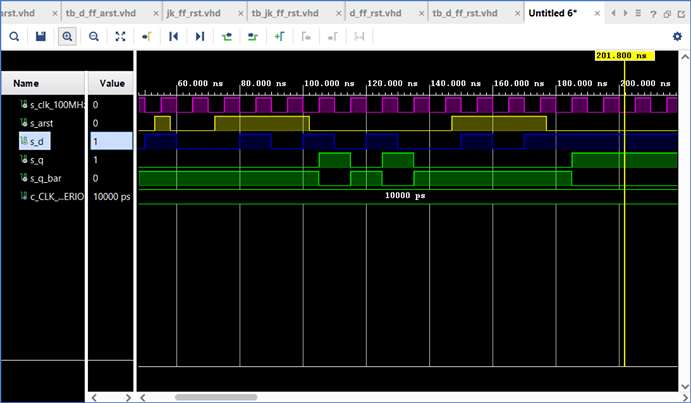 arst.vhd tb_d_ff_arst.vhd jk_ff_rst.vhd tb_jk_ff_rst.vhd d_ff_rst.vhd tb_d_ff_rst.vhd Untitled 6*
201.800 ns
Name Value
60.000 ns 80.000 ns 100.000 ns 120.000 ns 140.000 ns 160.000 ns 180.000 ns 200.000 ns
s_clk_100MHz 0
s_arst 0
s_d 1
s_q 1
s_q_bar 0
c_CLK_...ERIO 10000 ps 10000 ps